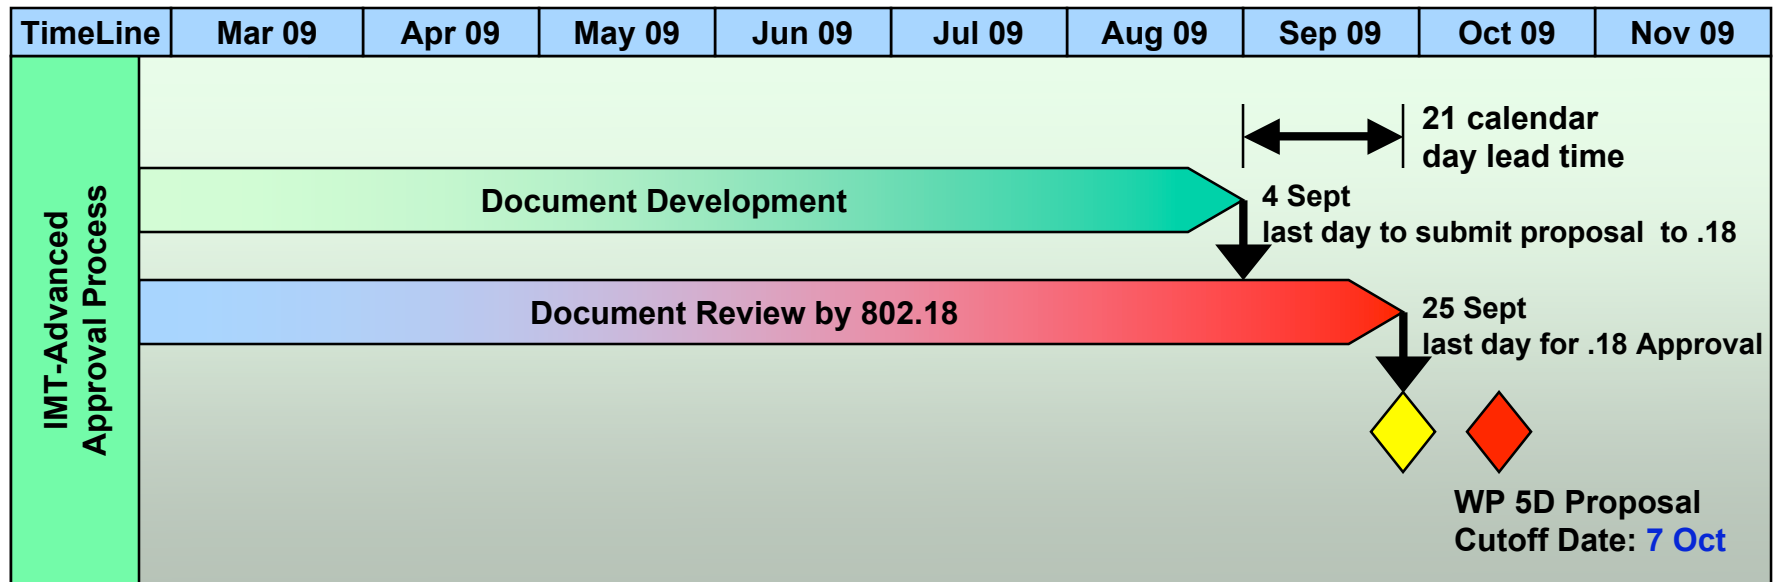 TimeLine Mar 09 Apr 09 May 09 Jun 09 Jul 09 Aug 09 Sep 09 Oct 09 Nov 09
IMT-Advanced
Approval Process
21 calendar
day lead time
Document Development
4 Sept
last day to submit proposal  to .18
Document Review by 802.18
25 Sept
last day for .18 Approval
WP 5D Proposal
Cutoff Date: 7 Oct